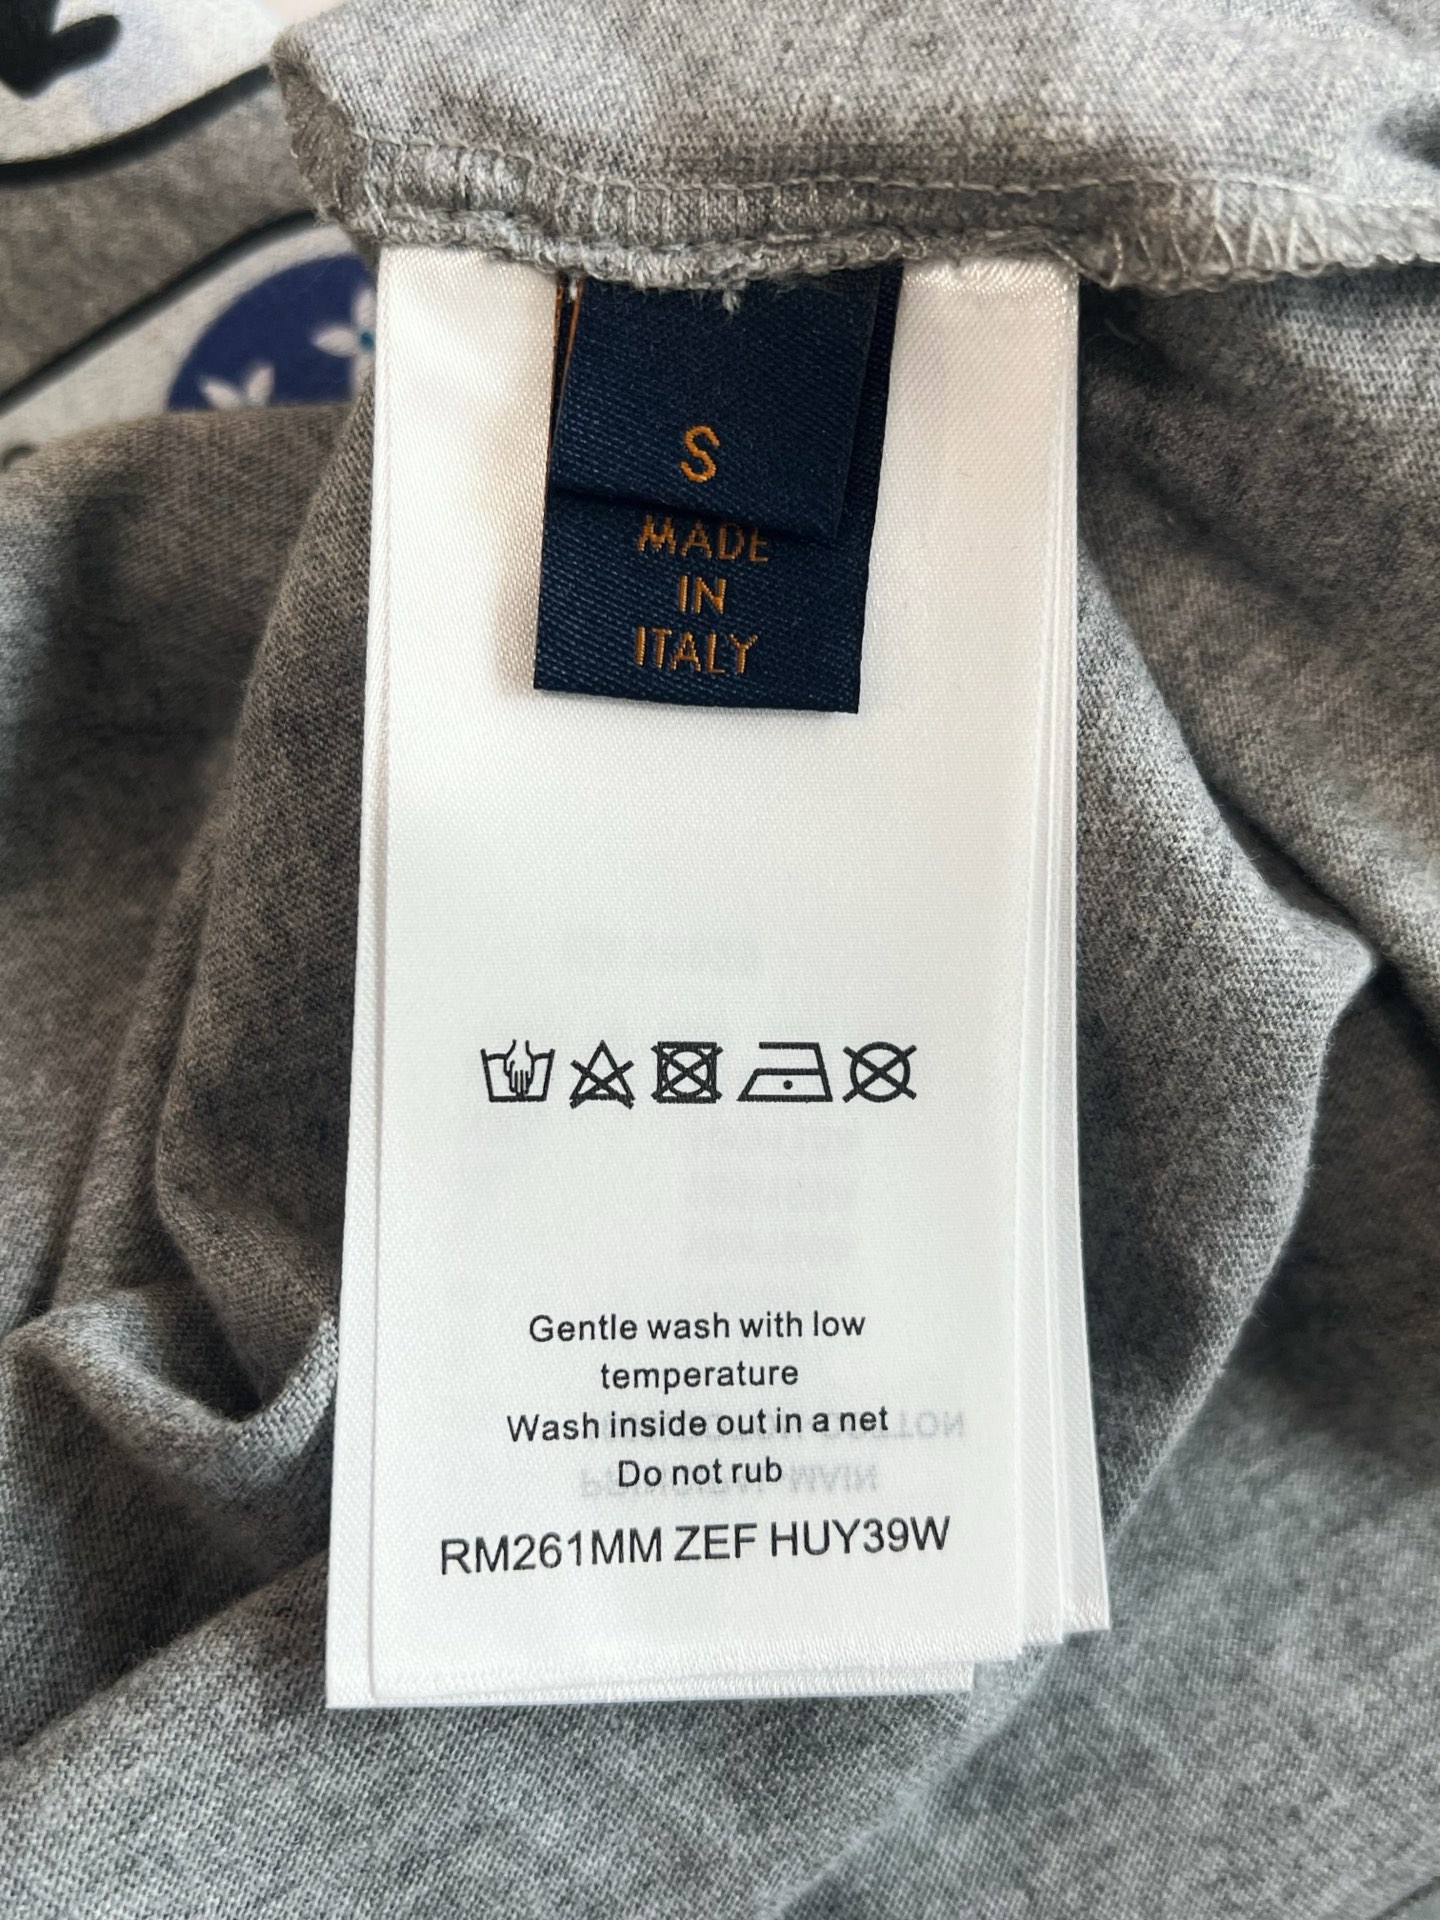 S
MADE
IN
ITALY
Gentle wash with low
temperature
Wash inside out in a net
Do not rub
RM261MM ZEF HUY39W